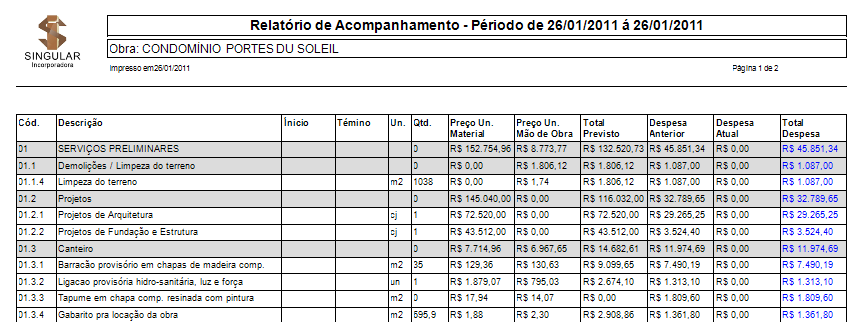 SINGULAR
Incorporadora
Relatório de Acompanhamento - Período de 26/01/2011 á 26/01/2011
Obra: CONDOMÍNIO PORTES DU SOLEIL
Impresso em26/01/2011 Página 1 de 2
Cód. Descrição Ínicio Témino Un. Qtd. Preço Un. Material Preço Un. Mão de Obra Total Previsto Despesa Anterior Despesa Atual Total Despesa
01 SERVIÇOS PRELIMINARES 0 R$ 152.754,96 R$ 8.773,77 R$ 132.520,73 R$ 45.851,34 R$ 0,00 R$ 45.851,34
01.1 Demolições / Limpeza do terreno 0 R$ 0,00 R$ 1.806,12 R$ 1.806,12 R$ 1.087,00 R$ 0,00 R$ 1.087,00
01.1.4 Limpeza do terreno m2 1038 R$ 0,00 R$ 1,74 R$ 1.806,12 R$ 1.087,00 R$ 0,00 R$ 1.087,00
01.2 Projetos 0 R$ 145.040,00 R$ 0,00 R$ 116.032,00 R$ 32.789,65 R$ 0,00 R$ 32.789,65
01.2.1 Projetos de Arquitetura cj 1 R$ 72.520,00 R$ 0,00 R$ 72.520,00 R$ 29.265,25 R$ 0,00 R$ 29.265,25
01.2.2 Projetos de Fundação e Estrutura cj 1 R$ 43.512,00 R$ 0,00 R$ 43.512,00 R$ 3.524,40 R$ 0,00 R$ 3.524,40
01.3 Canteiro 0 R$ 7.714,96 R$ 6.967,65 R$ 14.682,61 R$ 11.974,69 R$ 0,00 R$ 11.974,69
01.3.1 Barracão provisório em chapas de madeira comp. m2 35 R$ 129,36 R$ 130,63 R$ 9.099,65 R$ 7.490,19 R$ 0,00 R$ 7.490,19
01.3.2 Ligacao provisória hidro-sanitária, luz e força un 1 R$ 1.879,07 R$ 795,03 R$ 2.674,10 R$ 1.313,10 R$ 0,00 R$ 1.313,10
01.3.3 Tapume em chapa comp. resinada com pintura m2 0 R$ 17,94 R$ 14,07 R$ 0,00 R$ 1.809,60 R$ 0,00 R$ 1.809,60
01.3.4 Gabarito pra locação da obra m2 695,9 R$ 1,88 R$ 2,30 R$ 2.908,86 R$ 1.361,80 R$ 0,00 R$ 1.361,80